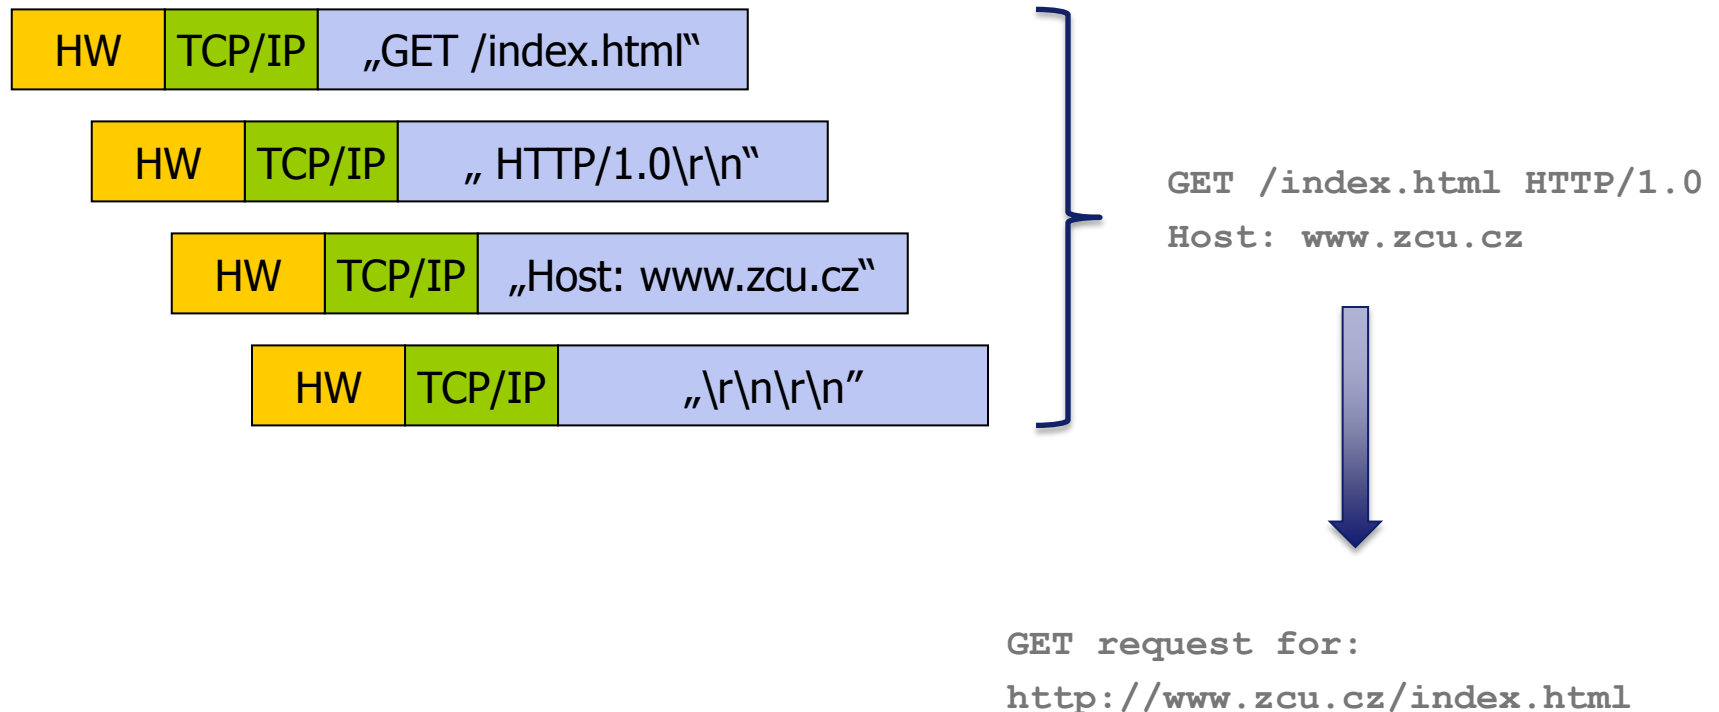 HW TCP/IP „GET /index.html“
HW TCP/IP „ HTTP/1.0\r\n“
HW TCP/IP „Host: www.zcu.cz“
HW TCP/IP „\r\n\r\n”
GET /index.html HTTP/1.0
Host: www.zcu.cz
GET request for:
http://www.zcu.cz/index.html